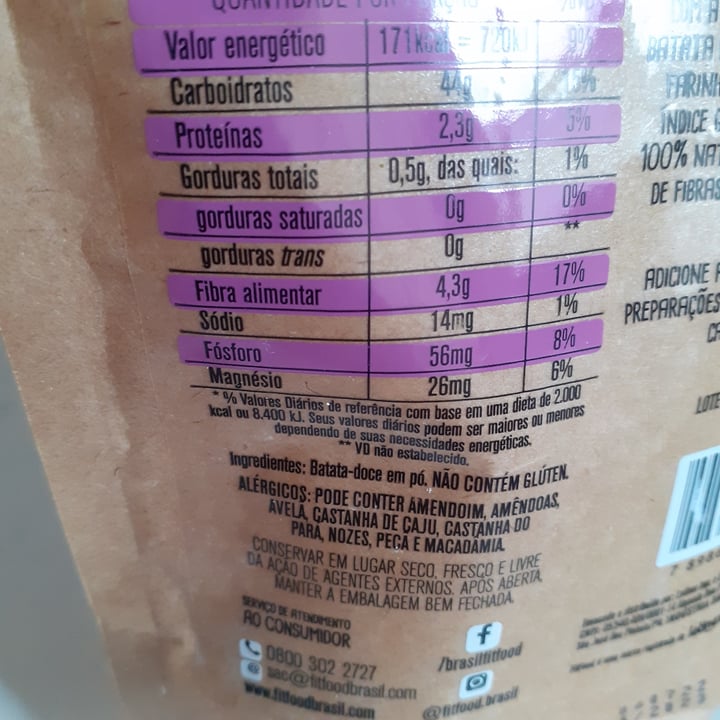 QUANTIDADE POR
Valor energético 171kcal = 720kJ 9%
Carboidratos 44g 15%
Proteínas 2,3g 3%
Gorduras totais 0,5g, das quais: 1%
gorduras saturadas 0g 0%
gorduras trans 0g **
Fibra alimentar 4,3g 17%
Sódio 14mg 1%
Fósforo 56mg 8%
Magnésio 26mg 6%
* % Valores Diários de referência com base em uma dieta de 2.000
kcal ou 8.400 kJ. Seus valores diários podem ser maiores ou menores
dependendo de suas necessidades energéticas.
** VD não estabelecido.
Ingredientes: Batata-doce em pó. NÃO CONTÉM GLÚTEN.
ALÉRGICOS: PODE CONTER AMENDOIM, AMÊNDOAS,
AVELÃ, CASTANHA DE CAJU, CASTANHA DO
PARÁ, NOZES, PECÃ E MACADÂMIA.
CONSERVAR EM LUGAR SECO, FRESCO E LIVRE
DA AÇÃO DE AGENTES EXTERNOS. APÓS ABERTA,
MANTER A EMBALAGEM BEM FECHADA.
SERVIÇO DE ATENDIMENTO
AO CONSUMIDOR
0800 302 2727
sac@fitfoodbrasil.com
www.fitfoodbrasil.com
/brasilfitfood
@fitfood.brasil
BATATA
FARINH
ÍNDICE
100% NAT
DE FIBRAS
ADICIONE
PREPARAÇÕES
LOTE